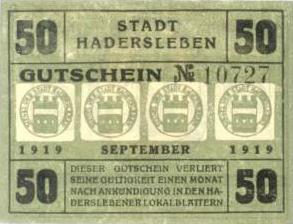 50 STADT 50
HADERSLEBEN
GUTSCHEIN № 10727
1919 SEPTEMBER 1919
50 DIESER GUTSCHEIN VERLIERT 50
SEINE GÜLTIGKEIT EINEN MONAT
NACH ANKUNDIGUNG IN DEN HA-
DERSLEBENER LOKALBLÄTTERN.